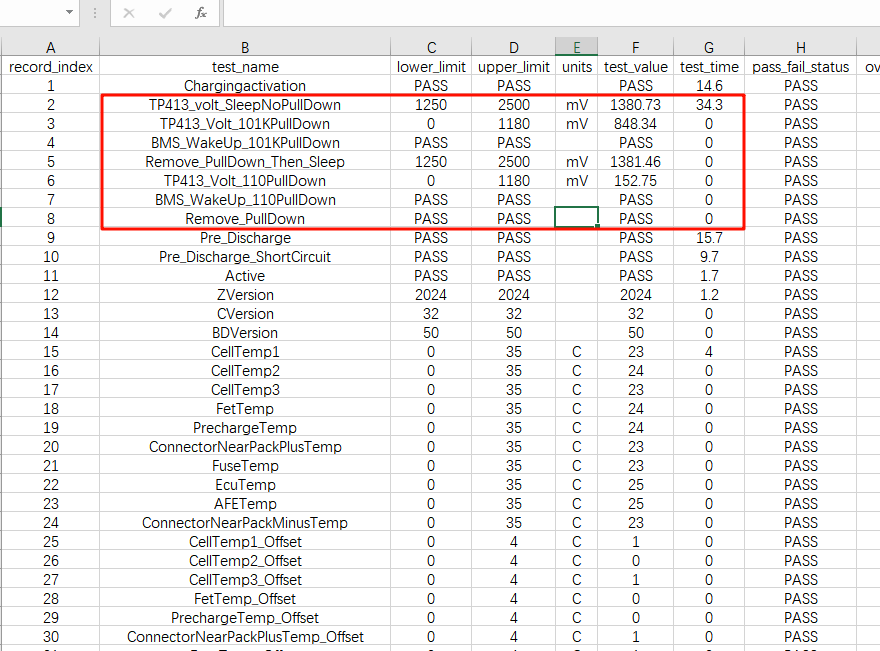 fx
A B C D E F G H
record_index test_name lower_limit upper_limit units test_value test_time pass_fail_status ov
1 Chargingactivation PASS PASS PASS 14.6 PASS
2 TP413_volt_SleepNoPullDown 1250 2500 mV 1380.73 34.3 PASS
3 TP413_Volt_101KPullDown 0 1180 mV 848.34 0 PASS
4 BMS_WakeUp_101KPullDown PASS PASS PASS 0 PASS
5 Remove_PullDown_Then_Sleep 1250 2500 mV 1381.46 0 PASS
6 TP413_Volt_110PullDown 0 1180 mV 152.75 0 PASS
7 BMS_WakeUp_110PullDown PASS PASS PASS 0 PASS
8 Remove_PullDown PASS PASS PASS 0 PASS
9 Pre_Discharge PASS PASS PASS 15.7 PASS
10 Pre_Discharge_ShortCircuit PASS PASS PASS 9.7 PASS
11 Active PASS PASS PASS 1.7 PASS
12 ZVersion 2024 2024 2024 1.2 PASS
13 CVersion 32 32 32 0 PASS
14 BDVersion 50 50 50 0 PASS
15 CellTemp1 0 35 C 23 4 PASS
16 CellTemp2 0 35 C 24 0 PASS
17 CellTemp3 0 35 C 23 0 PASS
18 FetTemp 0 35 C 24 0 PASS
19 PrechargeTemp 0 35 C 24 0 PASS
20 ConnectorNearPackPlusTemp 0 35 C 23 0 PASS
21 FuseTemp 0 35 C 23 0 PASS
22 EcuTemp 0 35 C 25 0 PASS
23 AFETemp 0 35 C 25 0 PASS
24 ConnectorNearPackMinusTemp 0 35 C 23 0 PASS
25 CellTemp1_Offset 0 4 C 1 0 PASS
26 CellTemp2_Offset 0 4 C 0 0 PASS
27 CellTemp3_Offset 0 4 C 1 0 PASS
28 FetTemp_Offset 0 4 C 0 0 PASS
29 PrechargeTemp_Offset 0 4 C 0 0 PASS
30 ConnectorNearPackPlusTemp_Offset 0 4 C 1 0 PASS